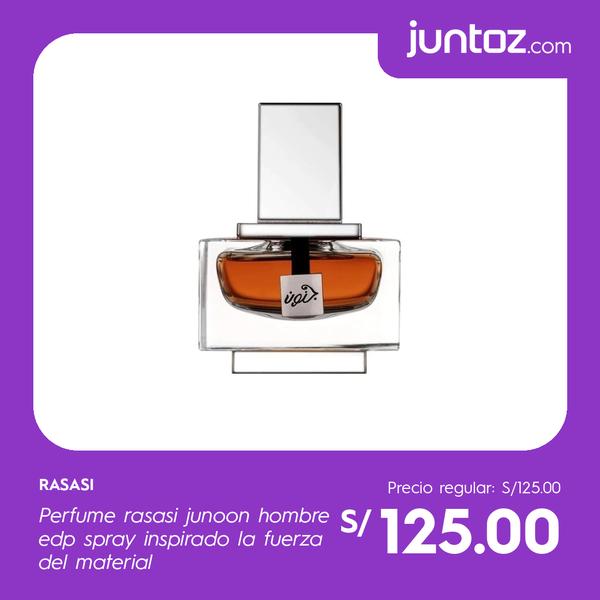 juntoz.com
جنون
RASASI
Perfume rasasi junoon hombre
edp spray inspirado la fuerza
del material
Precio regular: S/125.00
S/ 125.00